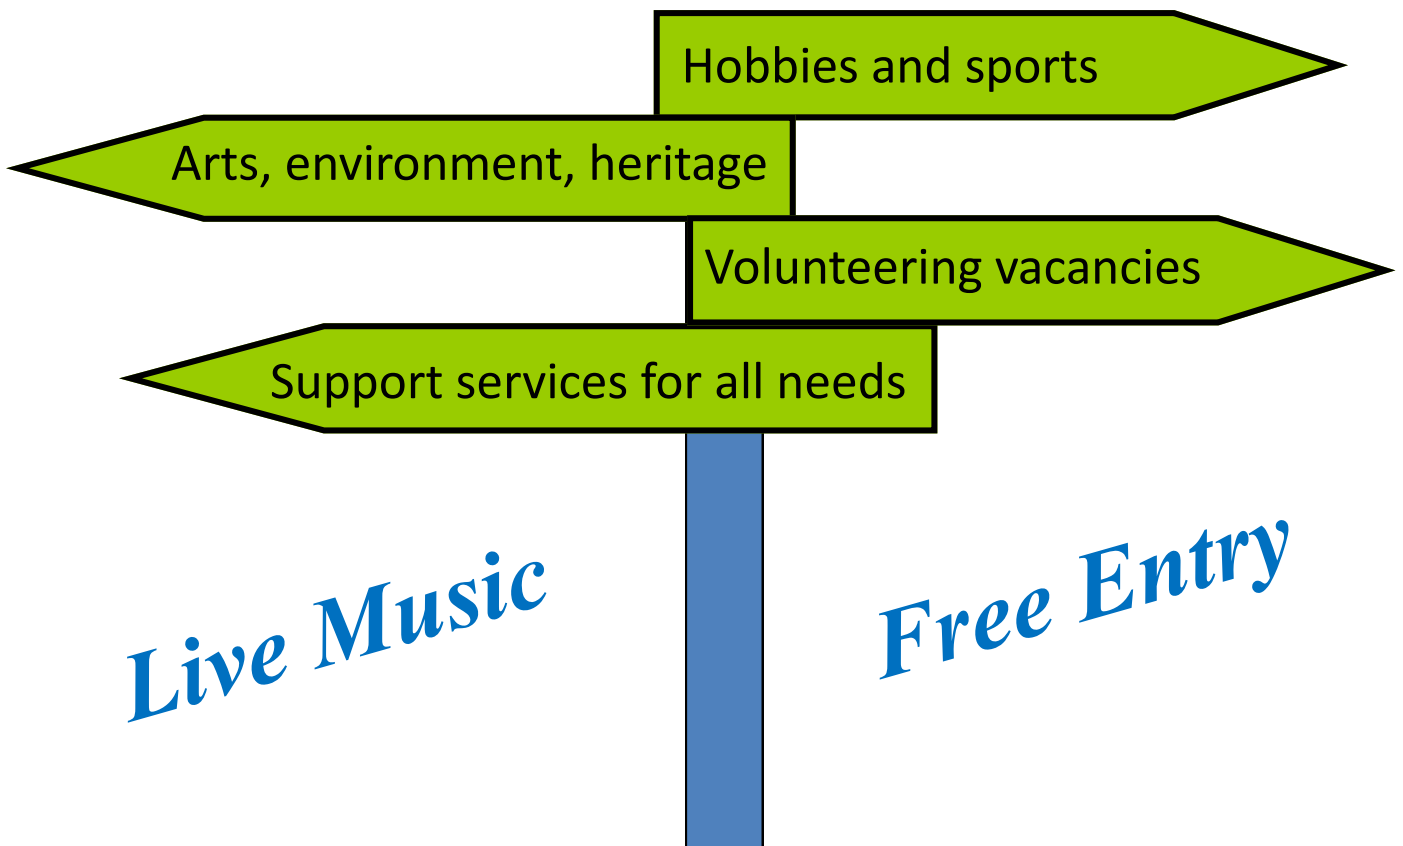 Hobbies and sports
Arts, environment, heritage
Volunteering vacancies
Support services for all needs
Live Music
Free Entry